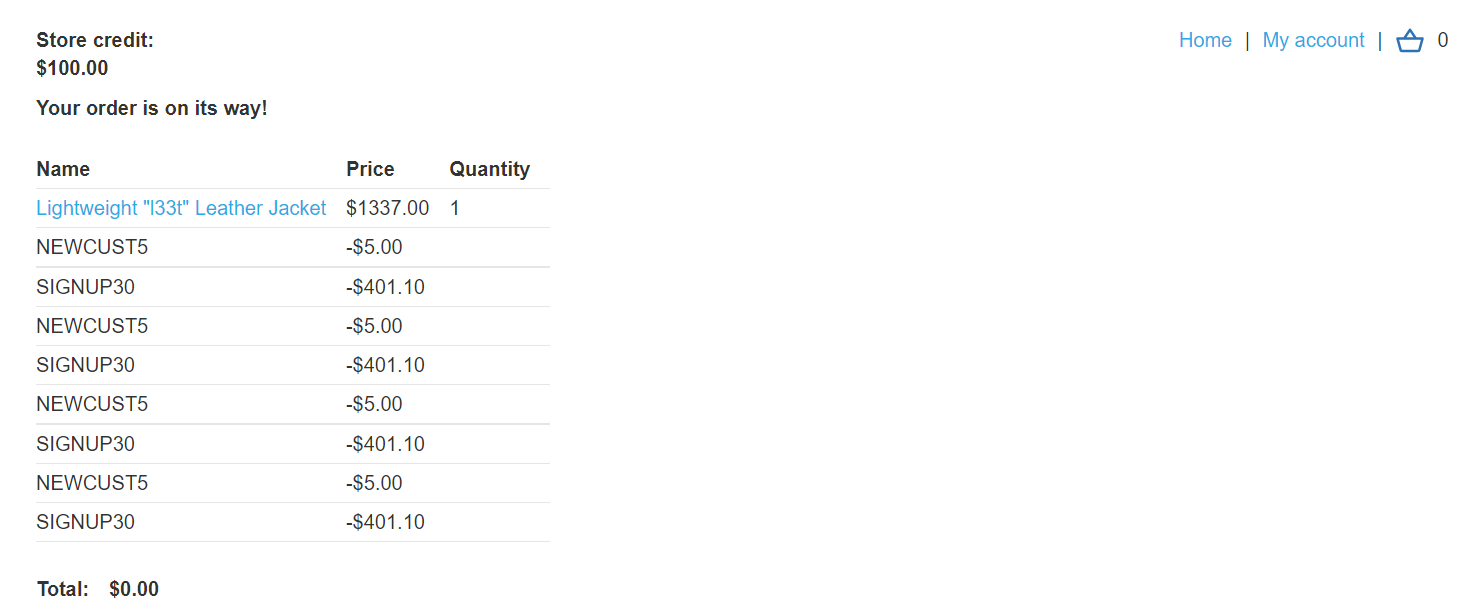 Store credit:
$100.00
Home | My account | 0
Your order is on its way!
Name Price Quantity
Lightweight "l33t" Leather Jacket $1337.00 1
NEWCUST5 -$5.00
SIGNUP30 -$401.10
NEWCUST5 -$5.00
SIGNUP30 -$401.10
NEWCUST5 -$5.00
SIGNUP30 -$401.10
NEWCUST5 -$5.00
SIGNUP30 -$401.10
Total: $0.00